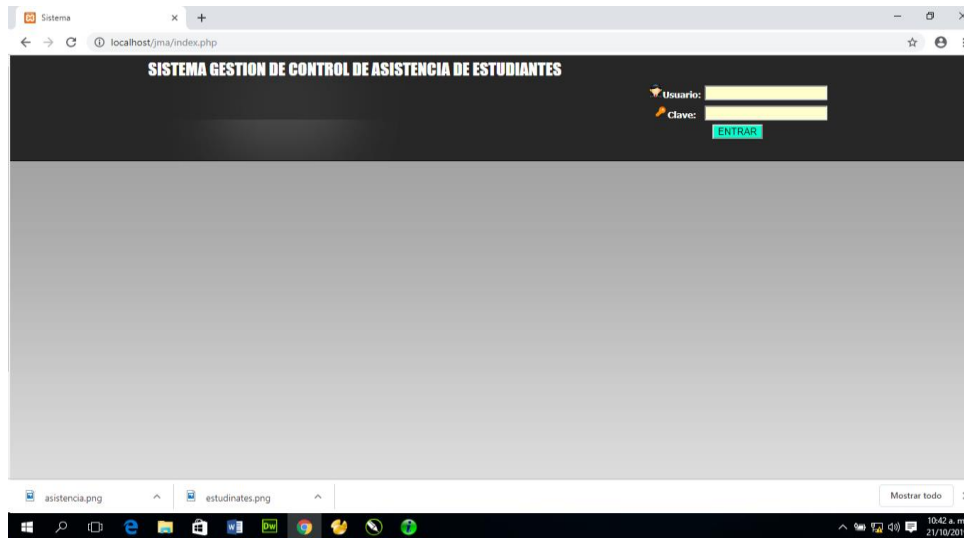 Sistema
localhost/jma/index.php
SISTEMA GESTION DE CONTROL DE ASISTENCIA DE ESTUDIANTES
Usuario:
Clave:
ENTRAR
asistencia.png
estudinates.png
Mostrar todo
Dw
10:42 a. m
21/10/201